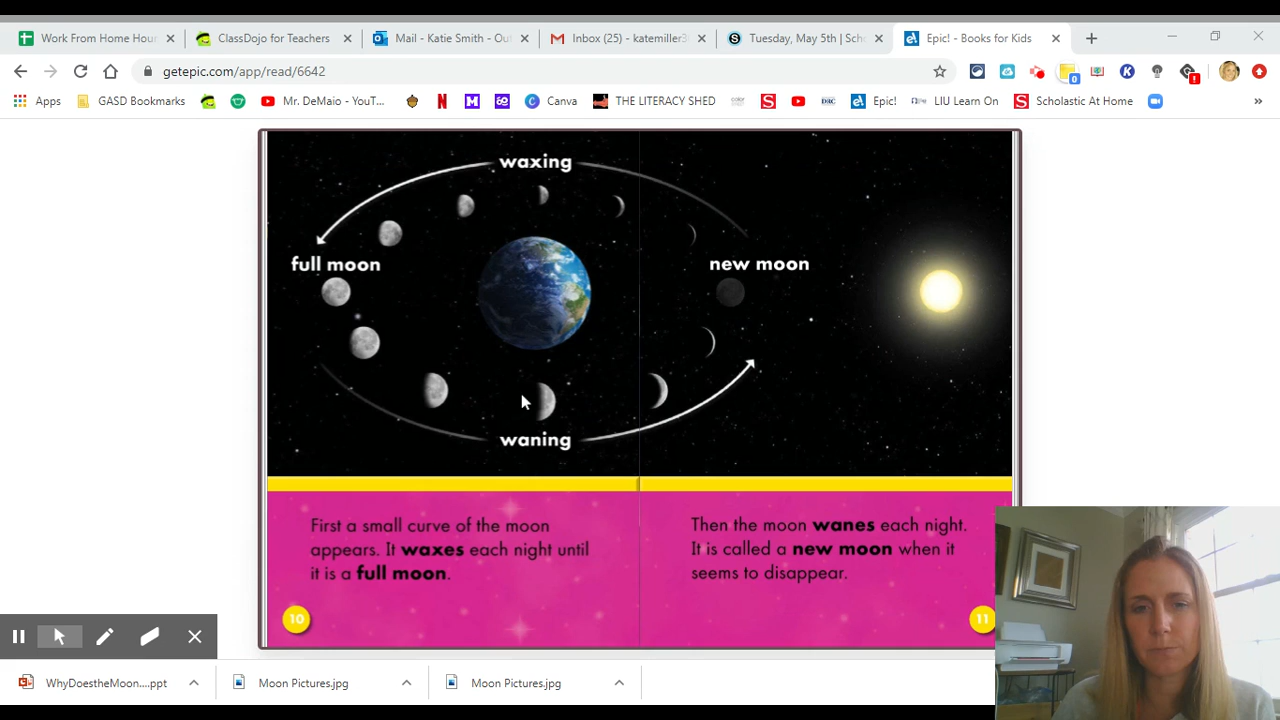 Work From Home Hour
ClassDojo for Teachers
Mail - Katie Smith - Ou
Inbox (25) - katemiller3
Tuesday, May 5th | Sch
Epic! - Books for Kids
getepic.com/app/read/6642
Apps
GASD Bookmarks
Mr. DeMaio - YouT...
Canva
THE LITERACY SHED
Epic!
LIU Learn On
Scholastic At Home
waxing
full moon
new moon
waning
First a small curve of the moon
appears. It waxes each night until
it is a full moon.
10
Then the moon wanes each night.
It is called a new moon when it
seems to disappear.
11
WhyDoestheMoon....ppt
Moon Pictures.jpg
Moon Pictures.jpg